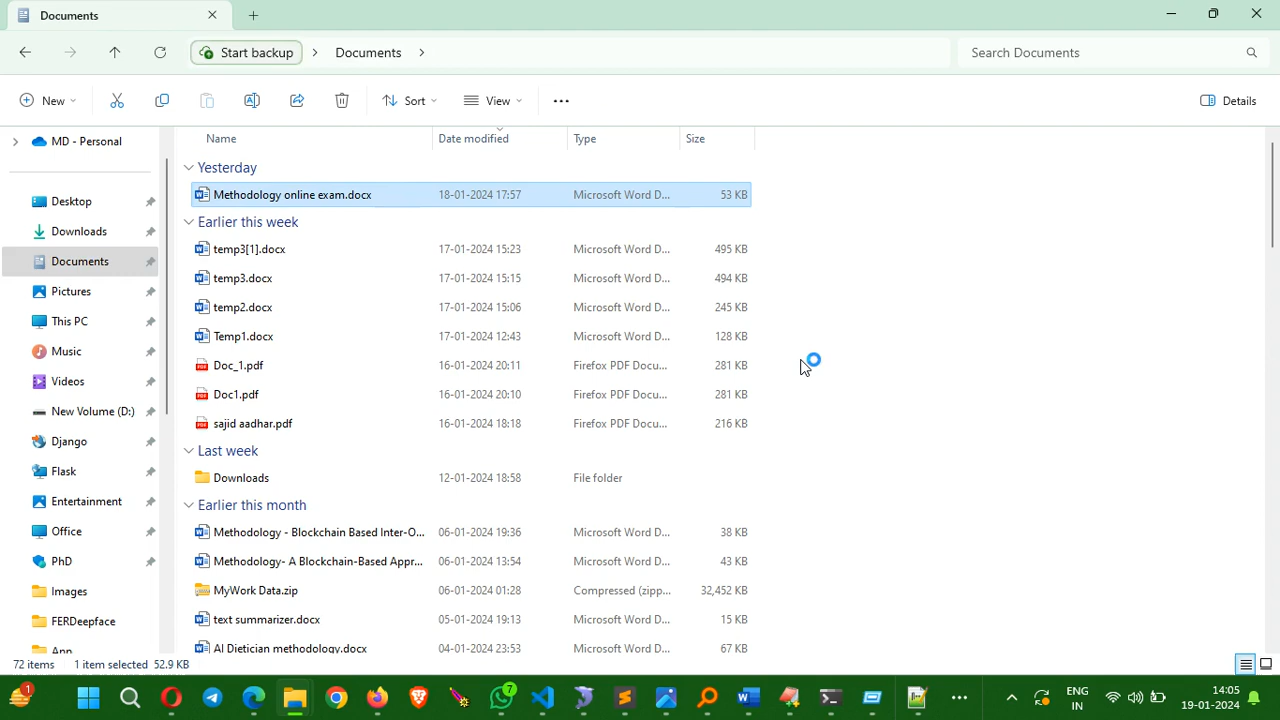 Documents
Start backup > Documents >
Search Documents
New
Sort
View
Details
Name Date modified Type Size
MD - Personal
Desktop
Downloads
Documents
Pictures
This PC
Music
Videos
New Volume (D:)
Django
Flask
Entertainment
Office
PhD
Images
FERDeepface
Yesterday
Methodology online exam.docx 18-01-2024 17:57 Microsoft Word D... 53 KB
Earlier this week
temp3[1].docx 17-01-2024 15:23 Microsoft Word D... 495 KB
temp3.docx 17-01-2024 15:15 Microsoft Word D... 494 KB
temp2.docx 17-01-2024 15:06 Microsoft Word D... 245 KB
Temp1.docx 17-01-2024 12:43 Microsoft Word D... 128 KB
Doc_1.pdf 16-01-2024 20:11 Firefox PDF Docu... 281 KB
Doc1.pdf 16-01-2024 20:10 Firefox PDF Docu... 281 KB
sajid aadhar.pdf 16-01-2024 18:18 Firefox PDF Docu... 216 KB
Last week
Downloads 12-01-2024 18:58 File folder
Earlier this month
Methodology - Blockchain Based Inter-O... 06-01-2024 19:36 Microsoft Word D... 38 KB
Methodology- A Blockchain-Based Appr... 06-01-2024 13:54 Microsoft Word D... 43 KB
MyWork Data.zip 06-01-2024 01:28 Compressed (zipp... 32,452 KB
text summarizer.docx 05-01-2024 19:13 Microsoft Word D... 15 KB
AI Dietician methodology.docx 04-01-2024 23:53 Microsoft Word D... 67 KB
72 items 1 item selected 52.9 KB
1
7
ENG
IN
14:05
19-01-2024